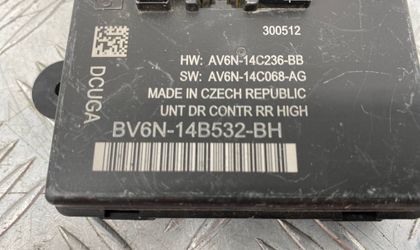 300512
HW: AV6N-14C236-BB
SW: AV6N-14C068-AG
MADE IN CZECH REPUBLIC
UNT DR CONTR RR HIGH
DCUGA
BV6N-14B532-BH